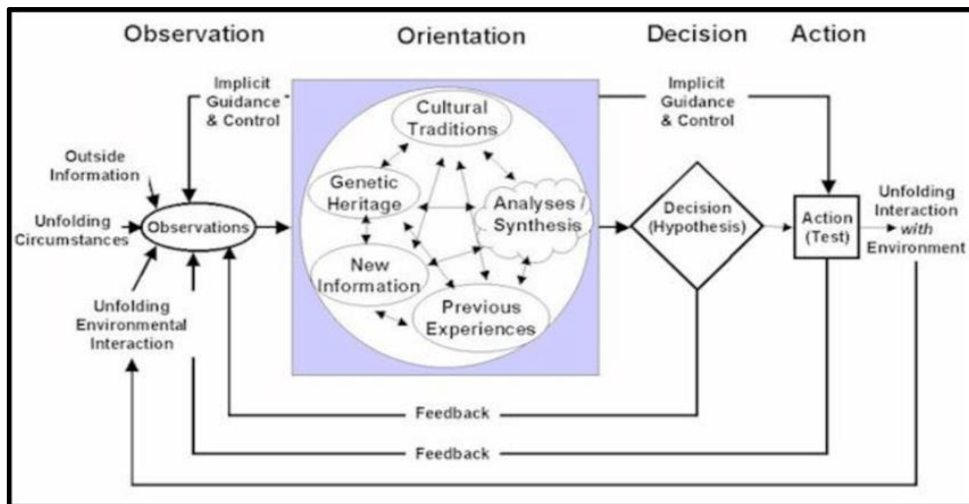 Observation
Orientation
Decision
Action
Implicit
Guidance
& Control
Implicit
Guidance
& Control
Outside
Information
Unfolding
Circumstances
Observations
Unfolding
Environmental
Interaction
Cultural
Traditions
Genetic
Heritage
Analyses /
Synthesis
New
Information
Previous
Experiences
Decision
(Hypothesis)
Action
(Test)
Unfolding
Interaction
with
Environment
Feedback
Feedback